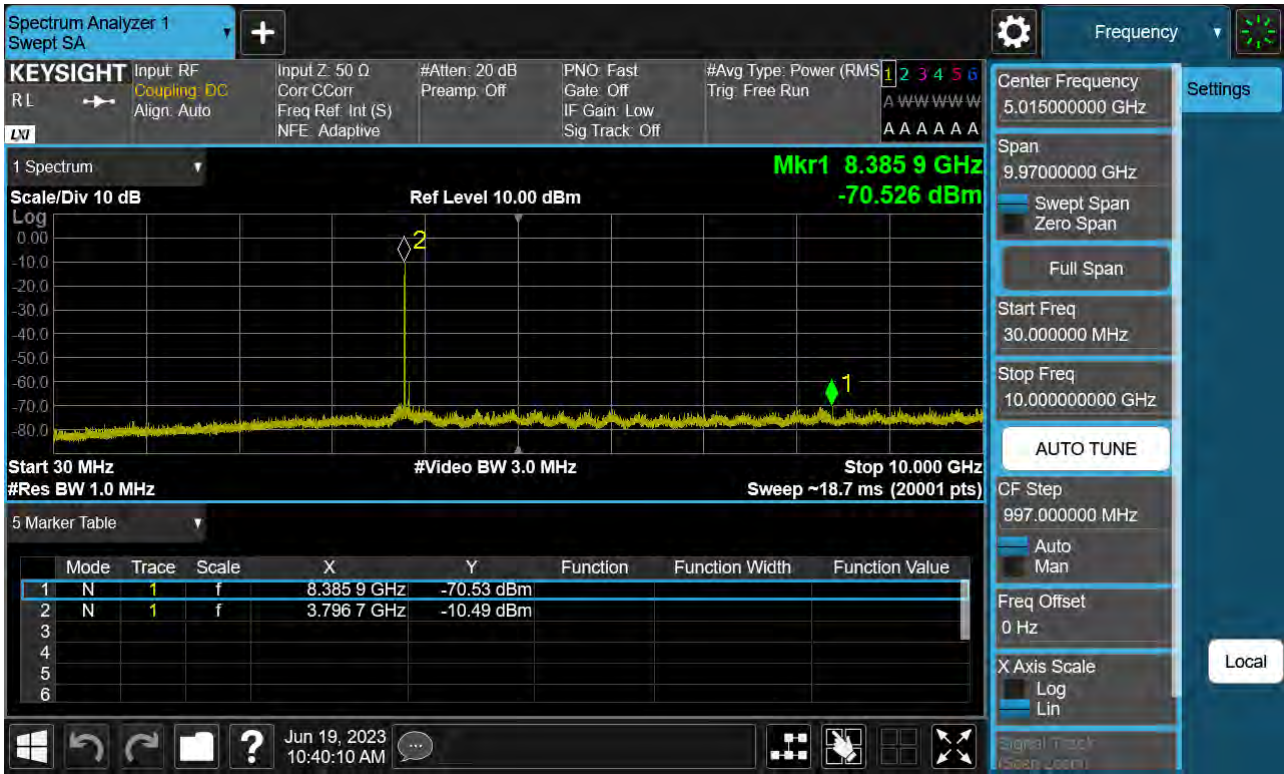 Spectrum Analyzer 1
Swept SA
Frequency
KEYSIGHT
RL
LXI
Input: RF
Coupling: DC
Align: Auto
Input Z: 50 Ω
Corr CCorr
Freq Ref: Int (S)
NFE: Adaptive
#Atten: 20 dB
Preamp: Off
PNO: Fast
Gate: Off
IF Gain: Low
Sig Track: Off
#Avg Type: Power (RMS
Trig: Free Run
1 2 3 4 5 6
A W W W W W
A A A A A A
1 Spectrum
Scale/Div 10 dB
Ref Level 10.00 dBm
Mkr1 8.385 9 GHz
-70.526 dBm
Log
0.00
-10.0
-20.0
-30.0
-40.0
-50.0
-60.0
-70.0
-80.0
2
1
Start 30 MHz
#Video BW 3.0 MHz
Stop 10.000 GHz
#Res BW 1.0 MHz
Sweep ~18.7 ms (20001 pts)
5 Marker Table
Mode Trace Scale X Y Function Function Width Function Value
1 N 1 f 8.385 9 GHz -70.53 dBm
2 N 1 f 3.796 7 GHz -10.49 dBm
3
4
5
6
Jun 19, 2023
10:40:10 AM
Center Frequency
5.015000000 GHz
Settings
Span
9.97000000 GHz
Swept Span
Zero Span
Full Span
Start Freq
30.000000 MHz
Stop Freq
10.000000000 GHz
AUTO TUNE
CF Step
997.000000 MHz
Auto
Man
Freq Offset
0 Hz
X Axis Scale
Log
Lin
Local
Signal Track
(Span Zoom)